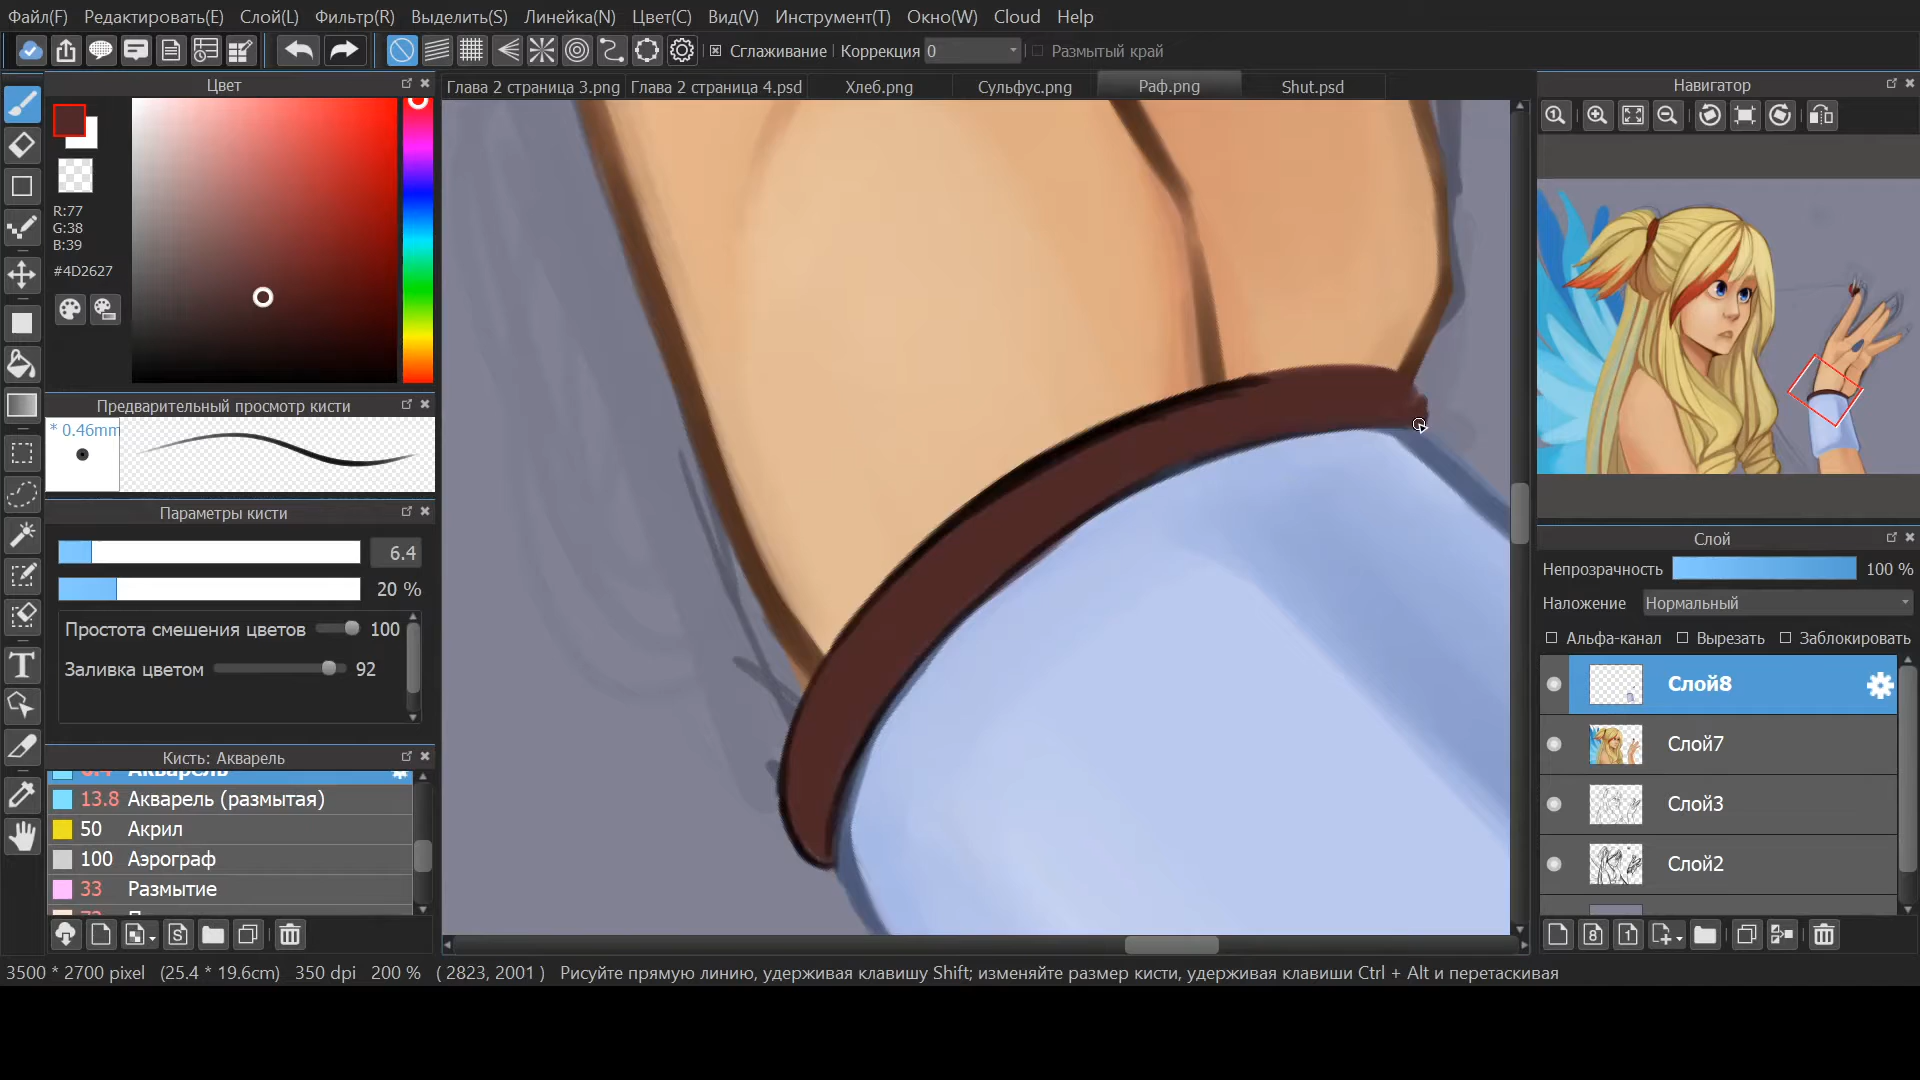 Файл(F) Редактировать(E) Слой(L) Фильтр(R) Выделить(S) Линейка(N) Цвет(C) Вид(V) Инструмент(T) Окно(W) Cloud Help
Сглаживание Коррекция 0 Размытый край
Цвет
Глава 2 страница 3.png Глава 2 страница 4.psd Хлеб.png Сульфус.png Раф.png Shut.psd
Навигатор
R:77
G:38
B:39
#4D2627
Предварительный просмотр кисти
* 0.46mm
Параметры кисти
6.4
20 %
Простота смешения цветов 100
Заливка цветом 92
Кисть: Акварель
6.4 Акварель
13.8 Акварель (размытая)
50 Акрил
100 Аэрограф
33 Размытие
Слой
Непрозрачность 100 %
Наложение Нормальный
Альфа-канал Вырезать Заблокировать
Слой8
Слой7
Слой3
Слой2
3500 * 2700 pixel (25.4 * 19.6cm) 350 dpi 200 % ( 2823, 2001 ) Рисуйте прямую линию, удерживая клавишу Shift; изменяйте размер кисти, удерживая клавиши Ctrl + Alt и перетаскивая